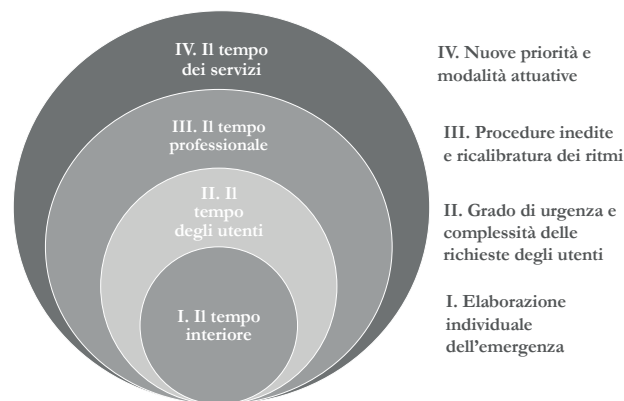 IV. Il tempo
dei servizi
III. Il tempo
professionale
II. Il
tempo
degli utenti
I. Il tempo
interiore
IV. Nuove priorità e
modalità attuative
III. Procedure inedite
e ricalibratura dei ritmi
II. Grado di urgenza e
complessità delle
richieste degli utenti
I. Elaborazione
individuale
dell’emergenza